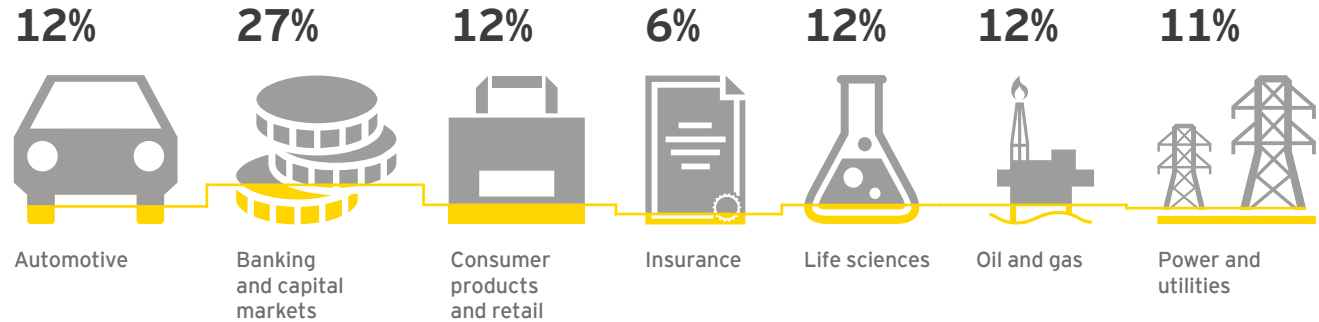 12%
27%
12%
6%
12%
12%
11%
Automotive
Banking
and capital
markets
Consumer
products
and retail
Insurance
Life sciences
Oil and gas
Power and
utilities